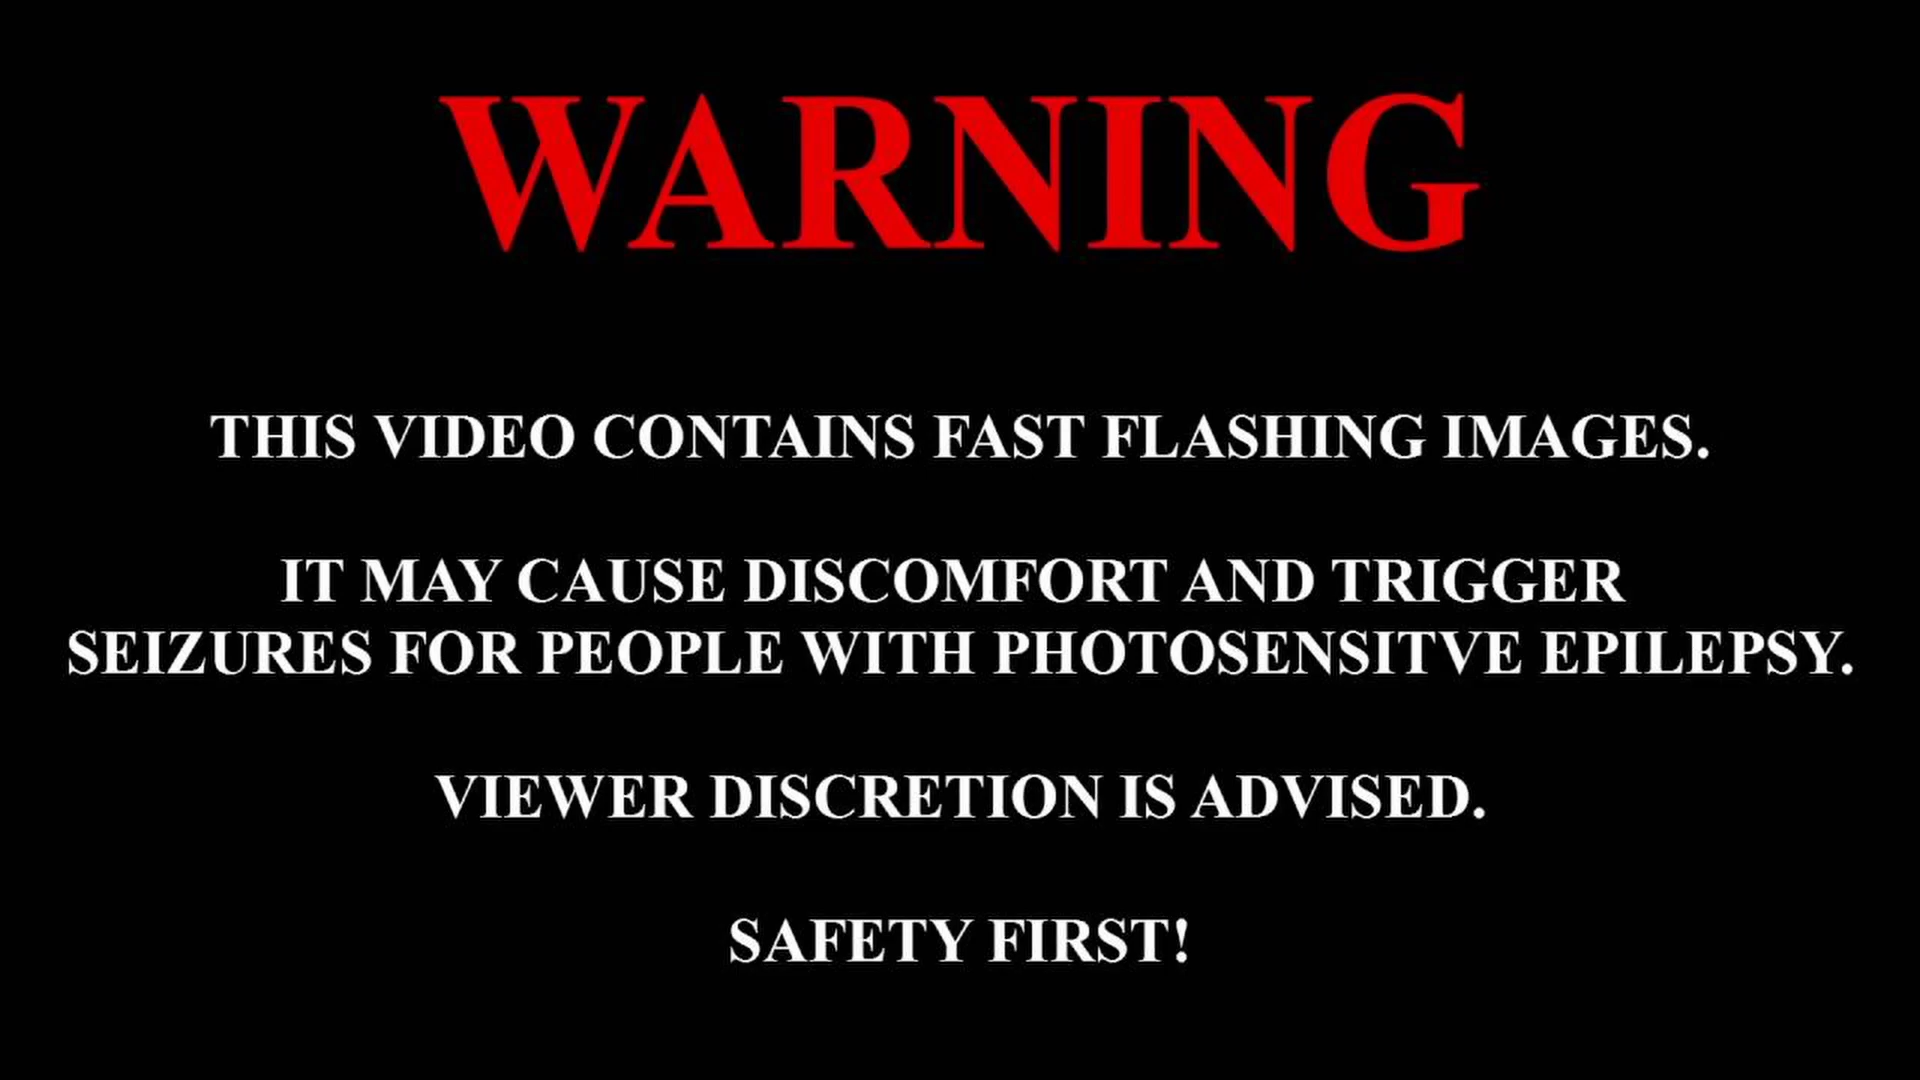 WARNING
THIS VIDEO CONTAINS FAST FLASHING IMAGES.
IT MAY CAUSE DISCOMFORT AND TRIGGER
SEIZURES FOR PEOPLE WITH PHOTOSENSITVE EPILEPSY.
VIEWER DISCRETION IS ADVISED.
SAFETY FIRST!